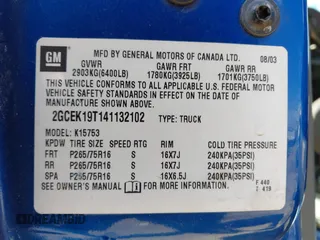 GM
MFD BY GENERAL MOTORS OF CANADA LTD. 08/03
GVWR GAWR FRT GAWR RR
2903KG(6400LB) 1780KG(3925LB) 1701KG(3750LB)
THIS VEHICLE CONFORMS TO ALL APPLICABLE U.S. FEDERAL
MOTOR VEHICLE SAFETY STANDARDS IN EFFECT ON THE DATE
OF MANUFACTURE SHOWN ABOVE.
2GCEK19T141132102 TYPE: TRUCK
MODEL: K15753
KPDW TIRE SIZE SPEED RTG RIM COLD TIRE PRESSURE
FRT P265/75R16 S 16X7J 240KPA(35PSI)
RR P265/75R16 S 16X7J 240KPA(35PSI)
SPA P265/75R16 S 16X6.5J 240KPA(35PSI)
SEE OWNER'S MANUAL FOR MORE INFORMATION.
F 440
I 416
DREAMBID